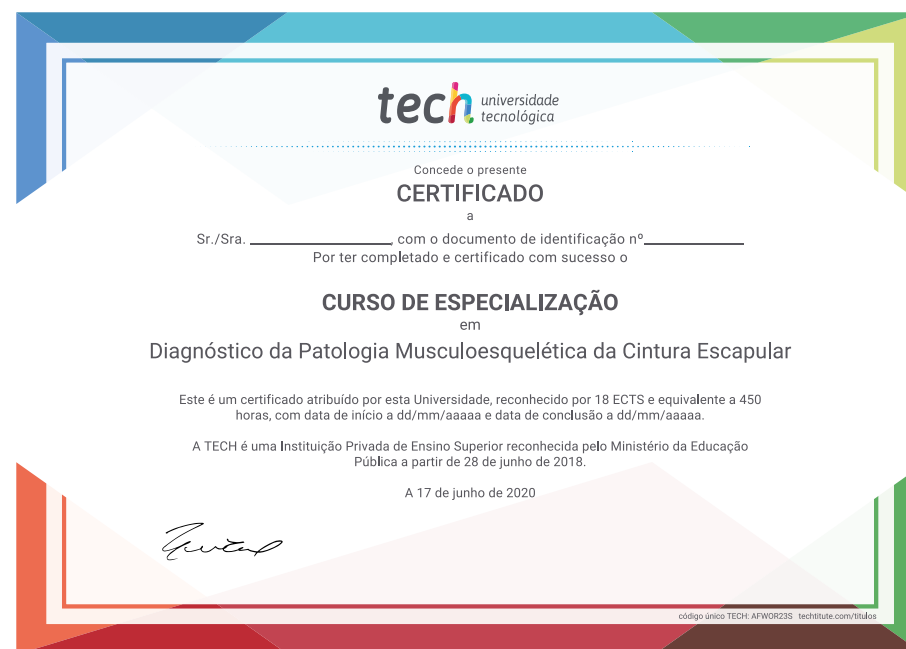 tech universidade
tecnológica
Concede o presente
CERTIFICADO
a
Sr./Sra. , com o documento de identificação nº
Por ter completado e certificado com sucesso o
CURSO DE ESPECIALIZAÇÃO
em
Diagnóstico da Patologia Musculoesquelética da Cintura Escapular
Este é um certificado atribuído por esta Universidade, reconhecido por 18 ECTS e equivalente a 450
horas, com data de início a dd/mm/aaaaa e data de conclusão a dd/mm/aaaaa.
A TECH é uma Instituição Privada de Ensino Superior reconhecida pelo Ministério da Educação
Pública a partir de 28 de junho de 2018.
A 17 de junho de 2020
código único TECH: AFWOR23S techtitute.com/titulos